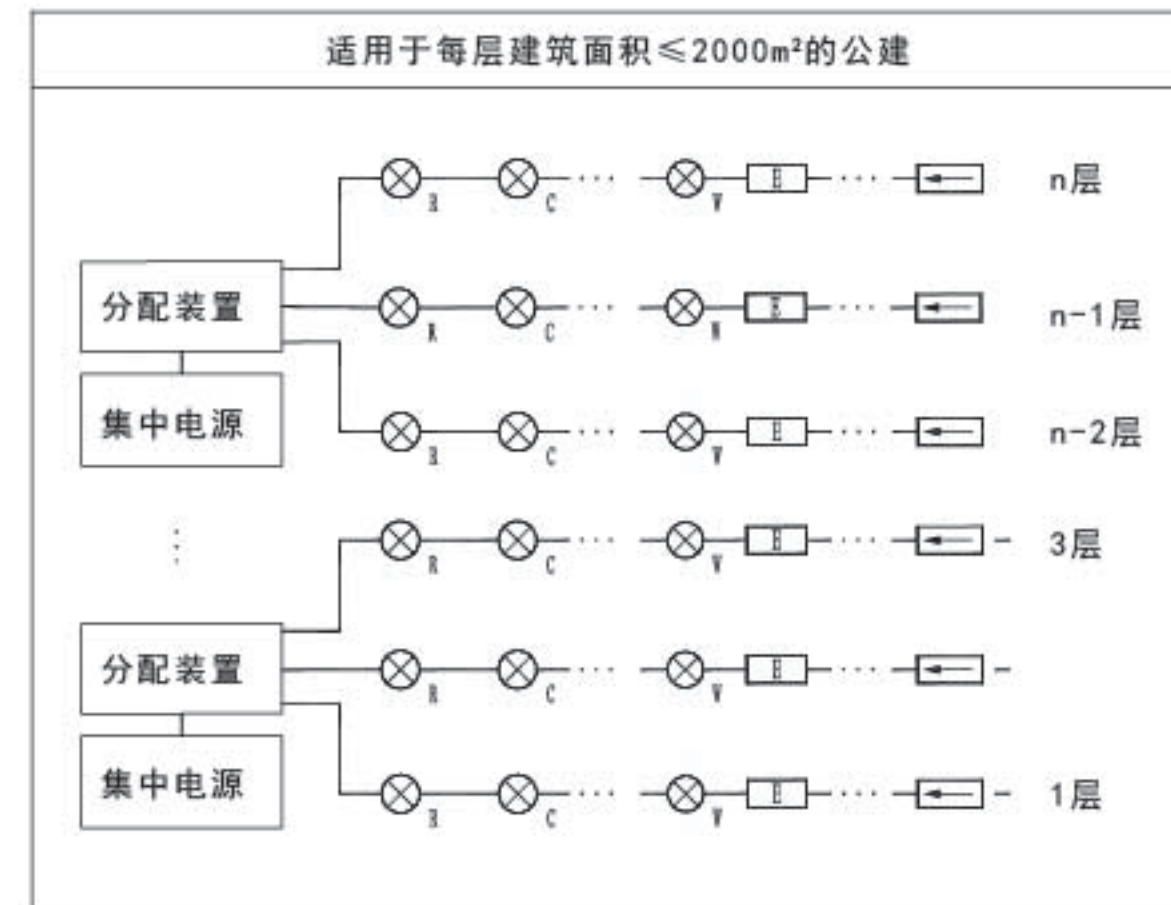 适用于每层建筑面积≤2000m²的公建
R C ··· W E ··· n层
分配装置
R C ··· W E ··· n-1层
集中电源
R C ··· W E ··· n-2层
R C ··· W E ··· 3层
分配装置
R C ··· W E ···
集中电源
R C ··· W E ··· 1层